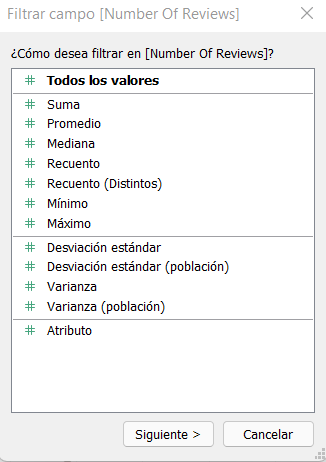 Filtrar campo [Number Of Reviews]
¿Cómo desea filtrar en [Number Of Reviews]?
Todos los valores
Suma
Promedio
Mediana
Recuento
Recuento (Distintos)
Mínimo
Máximo
Desviación estándar
Desviación estándar (población)
Varianza
Varianza (población)
Atributo
Siguiente > Cancelar